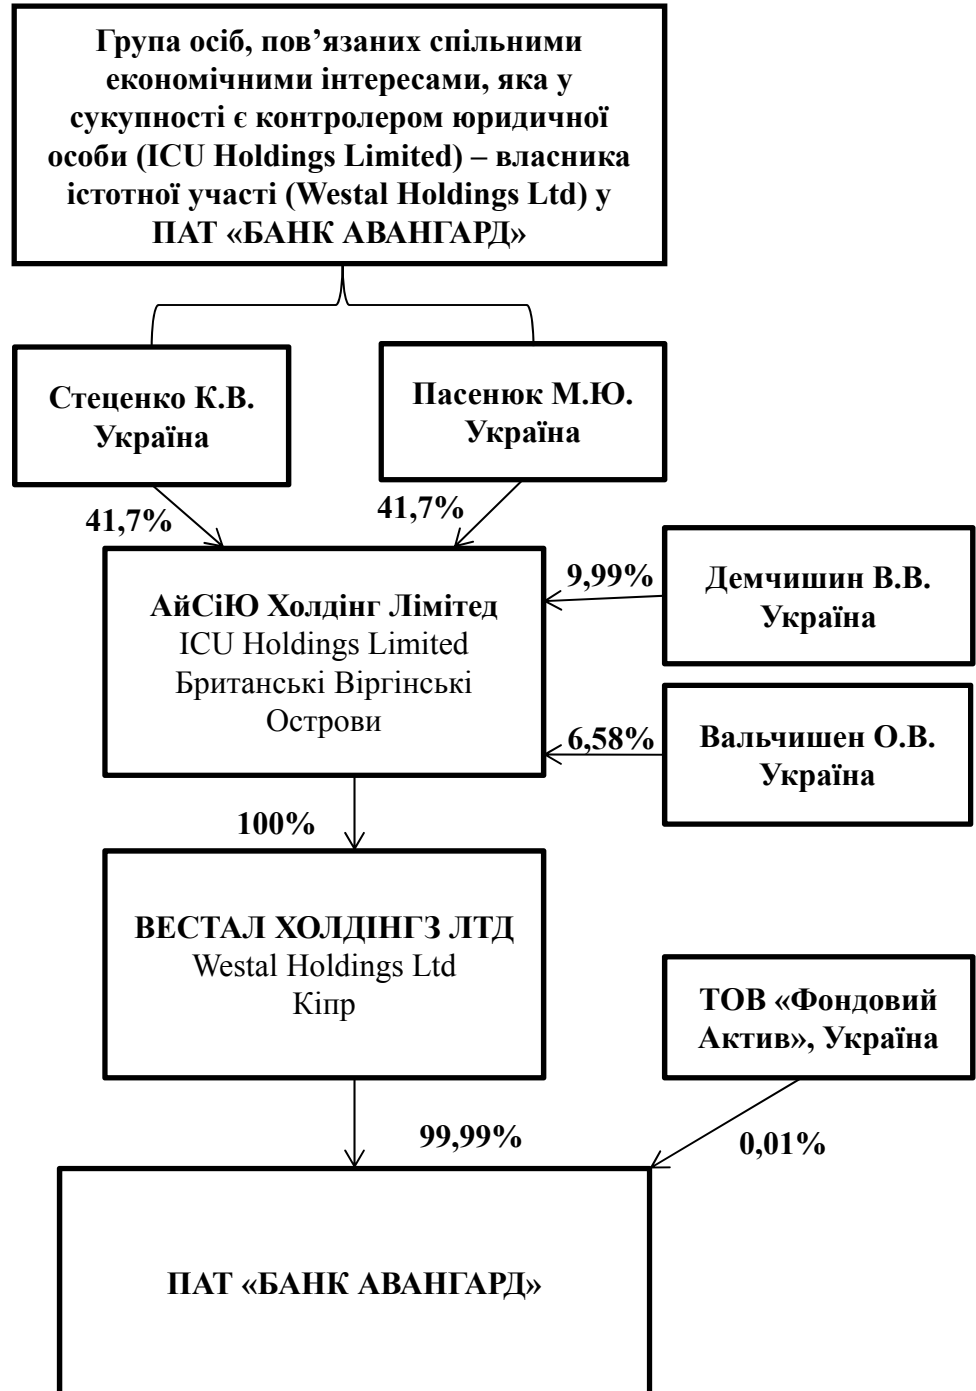 Група осіб, пов’язаних спільними
економічними інтересами, яка у
сукупності є контролером юридичної
особи (ICU Holdings Limited) – власника
істотної участі (Westal Holdings Ltd) у
ПАТ «БАНК АВАНГАРД»
Стеценко К.В.
Україна
Пасенюк М.Ю.
Україна
41,7%
41,7%
АйСіЮ Холдінг Лімітед
ICU Holdings Limited
Британські Віргінські
Острови
9,99%
Демчишин В.В.
Україна
6,58%
Вальчишен О.В.
Україна
100%
ВЕСТАЛ ХОЛДІНГЗ ЛТД
Westal Holdings Ltd
Кіпр
ТОВ «Фондовий
Актив», Україна
99,99%
0,01%
ПАТ «БАНК АВАНГАРД»